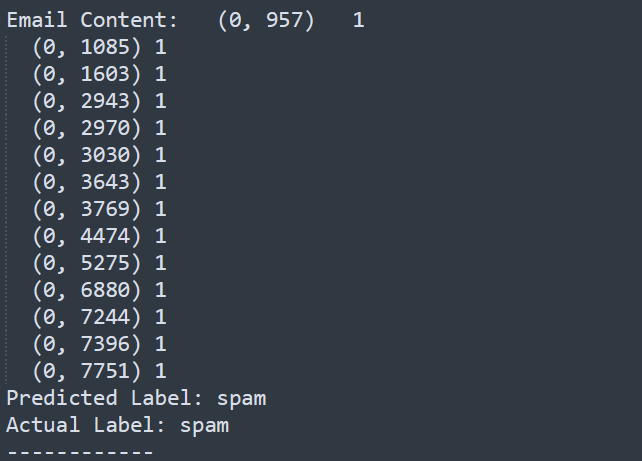 Email Content:   (0, 957)   1
  (0, 1085) 1
  (0, 1603) 1
  (0, 2943) 1
  (0, 2970) 1
  (0, 3030) 1
  (0, 3643) 1
  (0, 3769) 1
  (0, 4474) 1
  (0, 5275) 1
  (0, 6880) 1
  (0, 7244) 1
  (0, 7396) 1
  (0, 7751) 1
Predicted Label: spam
Actual Label: spam
------------